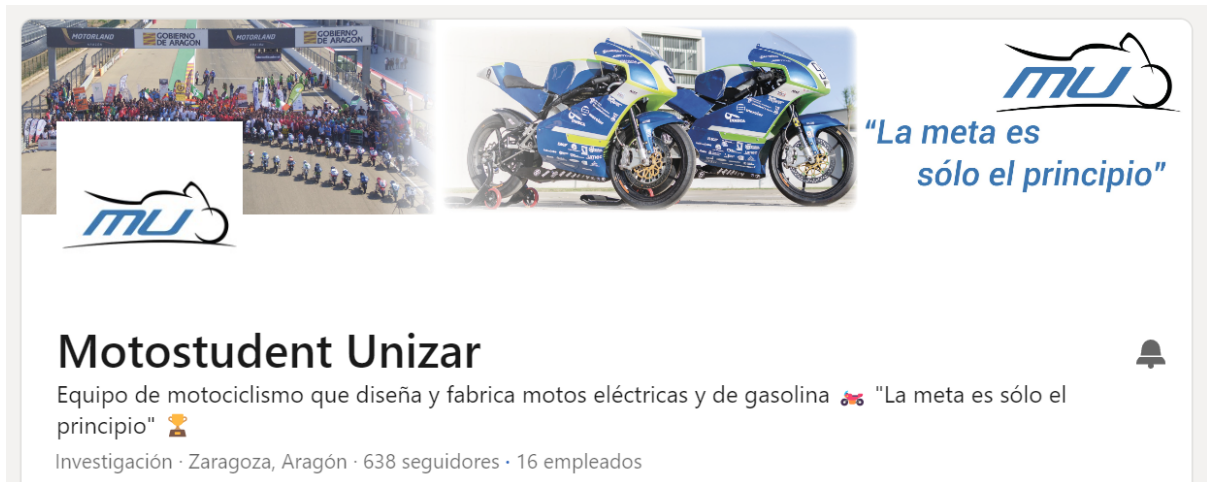 MOTORLAND
GOBIERNO
DE ARAGON
MOTORLAND
GOBIERNO
DE ARAGON
MU
“La meta es
sólo el principio”
MU
Motostudent Unizar
Equipo de motociclismo que diseña y fabrica motos eléctricas y de gasolina 🏍️ "La meta es sólo el
principio" 🏆
Investigación · Zaragoza, Aragón · 638 seguidores · 16 empleados